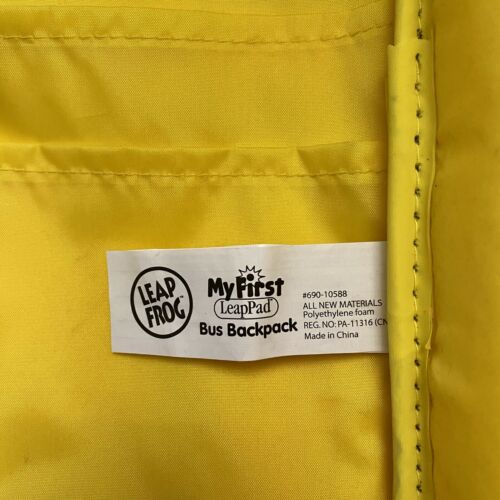 LEAP
FROG
My First
LeapPad®
Bus Backpack
#690-10588
ALL NEW MATERIALS
Polyethylene foam
REG. NO: PA-11316 (CN
Made in China